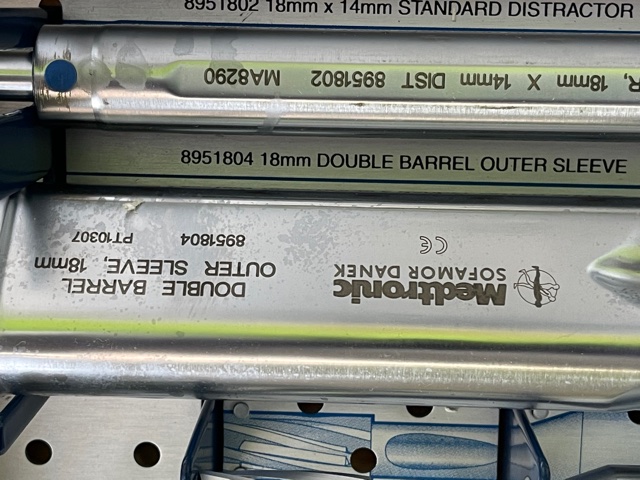 8951802 18mm x 14mm STANDARD DISTRACTOR
R, 18mm X 14mm DIST 8951802 MA8290
8951804 18mm DOUBLE BARREL OUTER SLEEVE
Medtronic
SOFAMOR DANEK
CE
DOUBLE BARREL
OUTER SLEEVE, 18mm
8951804 PT10307